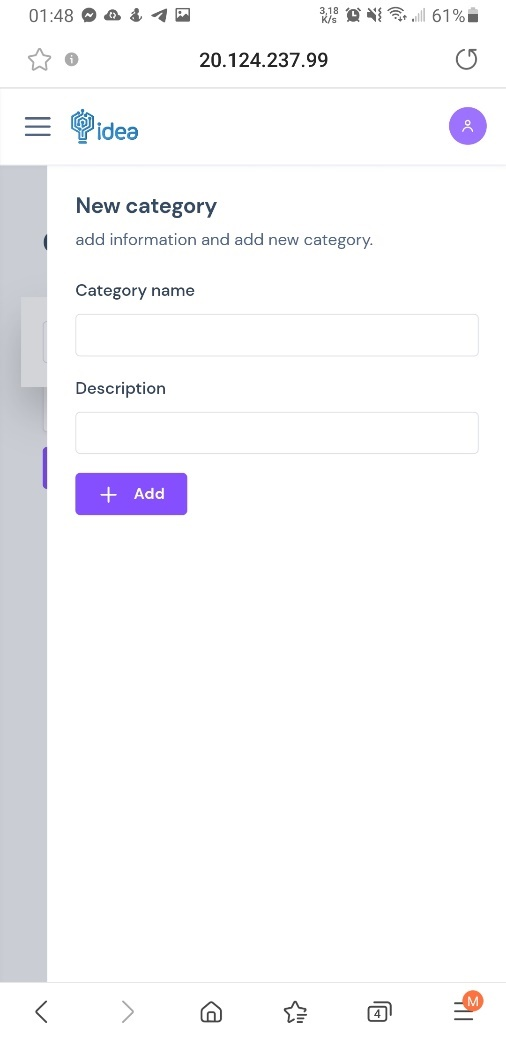 01:48
3,18
K/s
61%
20.124.237.99
idea
New category
add information and add new category.
Category name
Description
+ Add
4
M